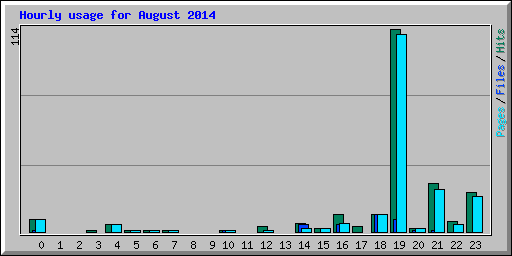 Hourly usage for August 2014
114
Pages/Files/Hits
0 1 2 3 4 5 6 7 8 9 10 11 12 13 14 15 16 17 18 19 20 21 22 23